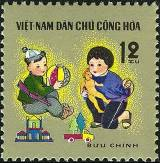 VIỆT-NAM DÂN CHỦ CỘNG HÒA
12
XU
BƯU CHÍNH